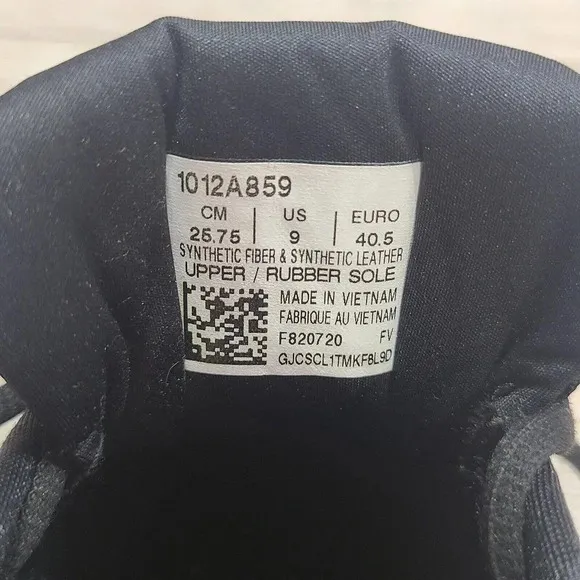 1012A859
CM | US | EURO
25.75 | 9 | 40.5
SYNTHETIC FIBER & SYNTHETIC LEATHER
UPPER / RUBBER SOLE
MADE IN VIETNAM
FABRIQUE AU VIETNAM
F820720 FV
GJCSCL1TMKF8L9D